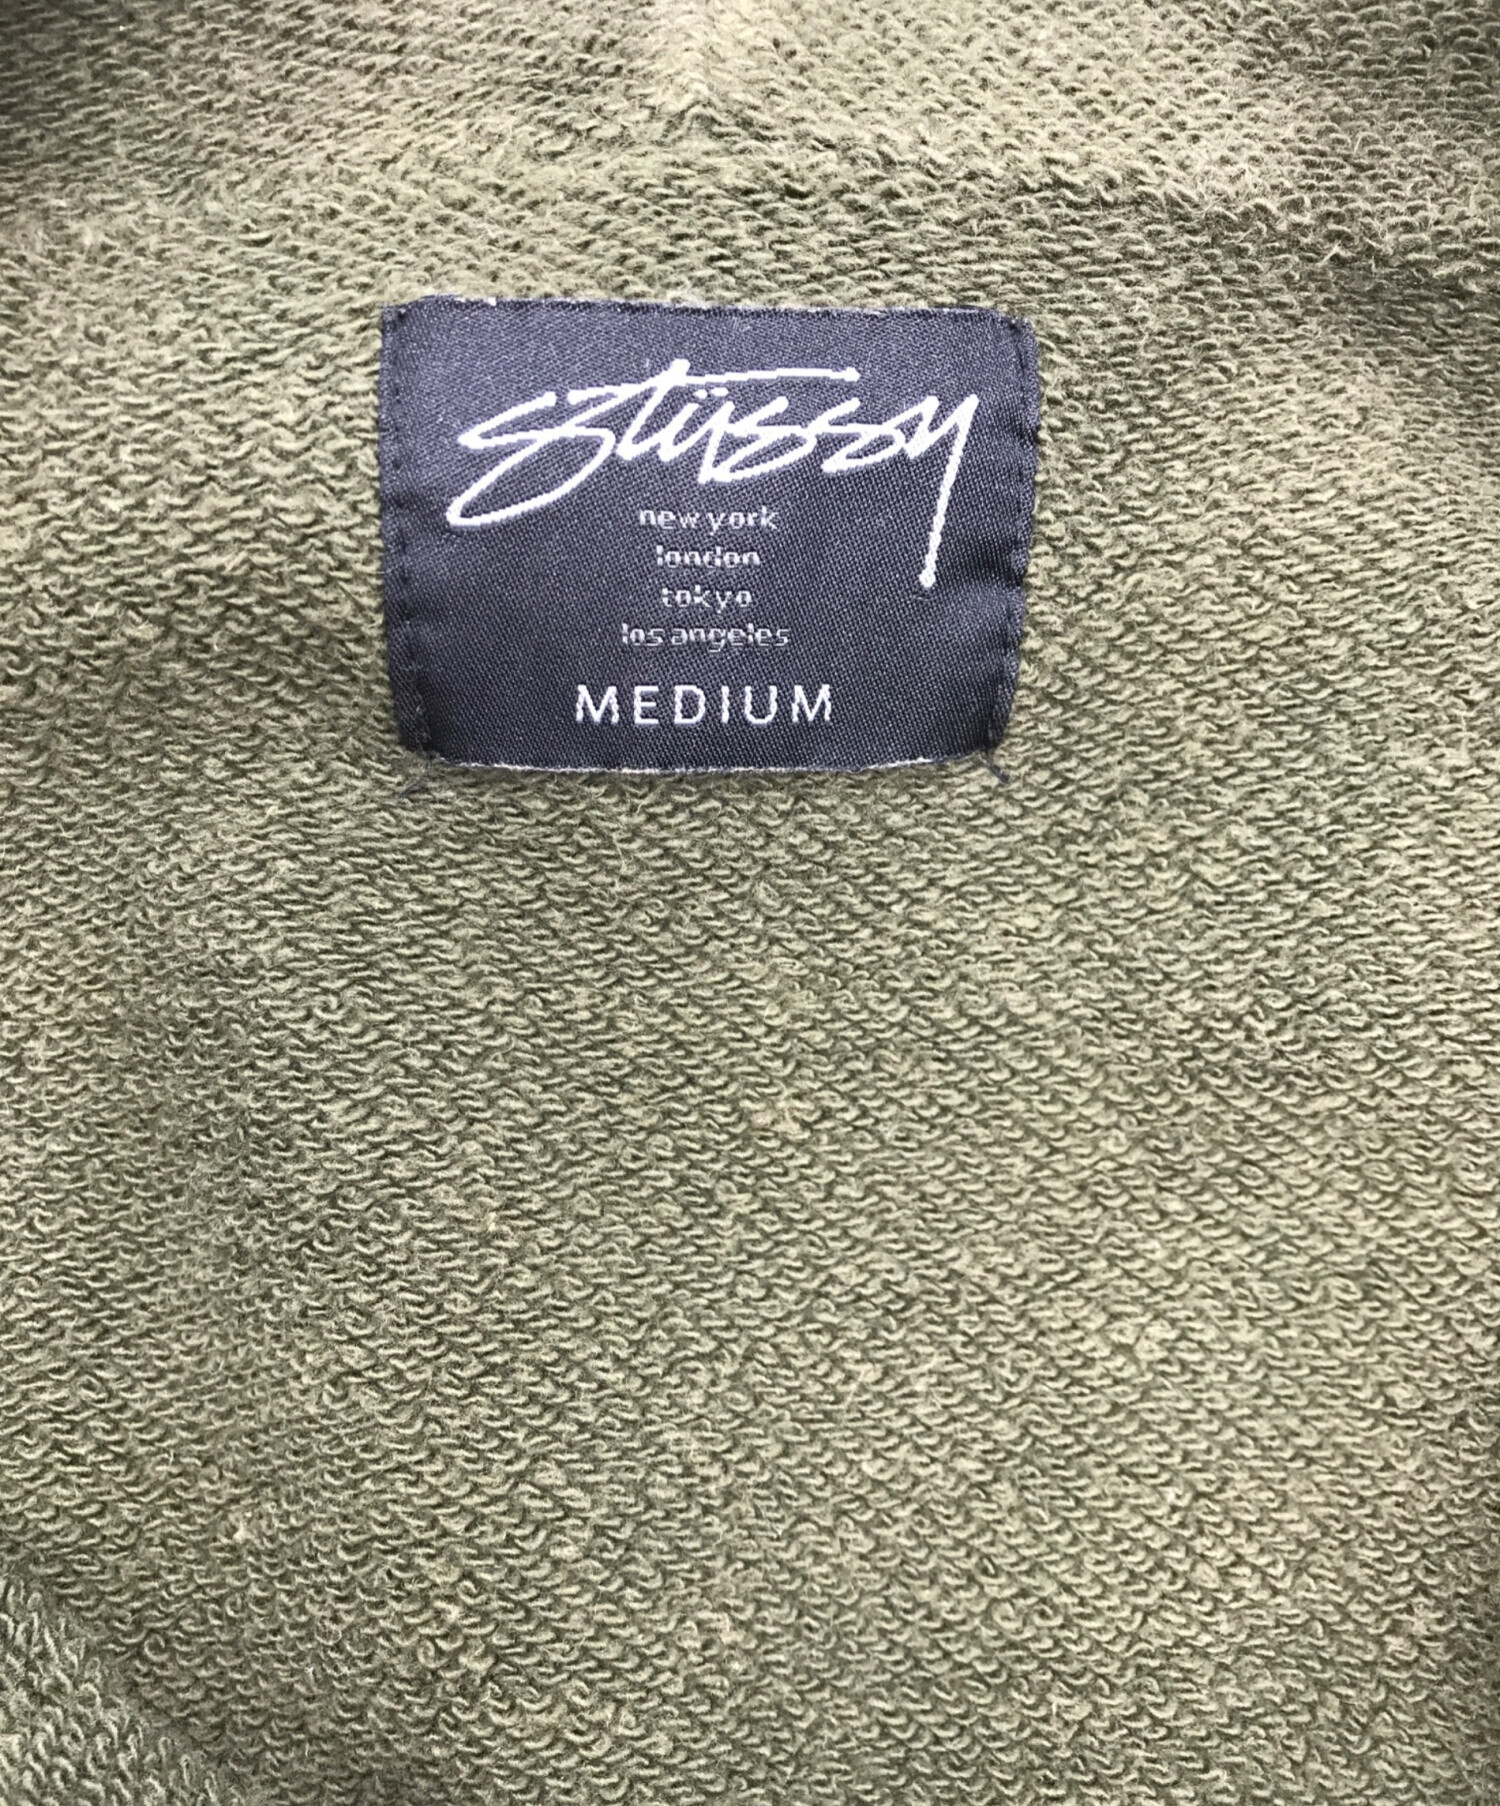 stüssy
new york
london
tokyo
los angeles
MEDIUM